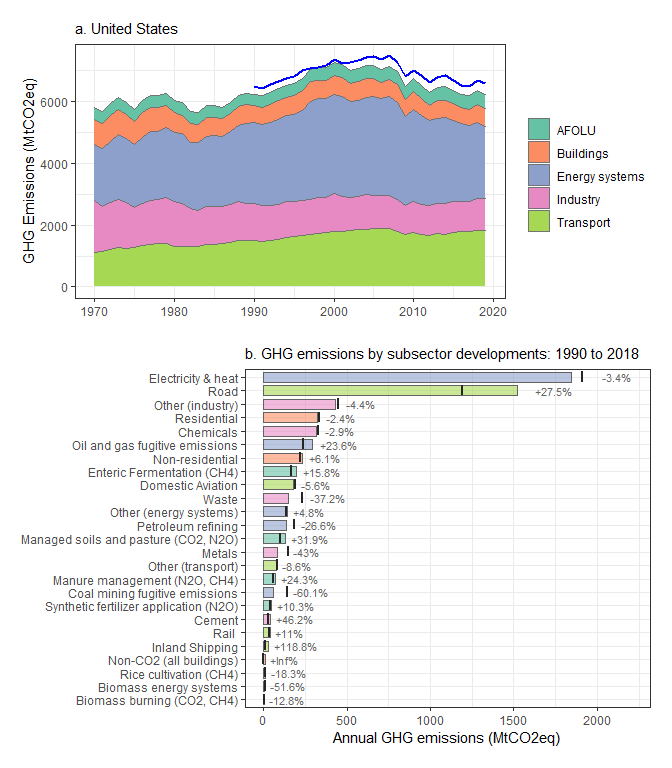 a. United States
GHG Emissions (MtCO2eq)
6000
4000
2000
0
1970
1980
1990
2000
2010
2020
AFOLU
Buildings
Energy systems
Industry
Transport
b. GHG emissions by subsector developments: 1990 to 2018
Electricity & heat -3.4%
Road +27.5%
Other (industry) -4.4%
Residential -2.4%
Chemicals -2.9%
Oil and gas fugitive emissions +23.6%
Non-residential +6.1%
Enteric Fermentation (CH4) +15.8%
Domestic Aviation -5.6%
Waste -37.2%
Other (energy systems) +4.8%
Petroleum refining -26.6%
Managed soils and pasture (CO2, N2O) +31.9%
Metals -43%
Other (transport) -8.6%
Manure management (N2O, CH4) +24.3%
Coal mining fugitive emissions -60.1%
Synthetic fertilizer application (N2O) +10.3%
Cement +46.2%
Rail +11%
Inland Shipping +118.8%
Non-CO2 (all buildings) +Inf%
Rice cultivation (CH4) -18.3%
Biomass energy systems -51.6%
Biomass burning (CO2, CH4) -12.8%
0
500
1000
1500
2000
Annual GHG emissions (MtCO2eq)